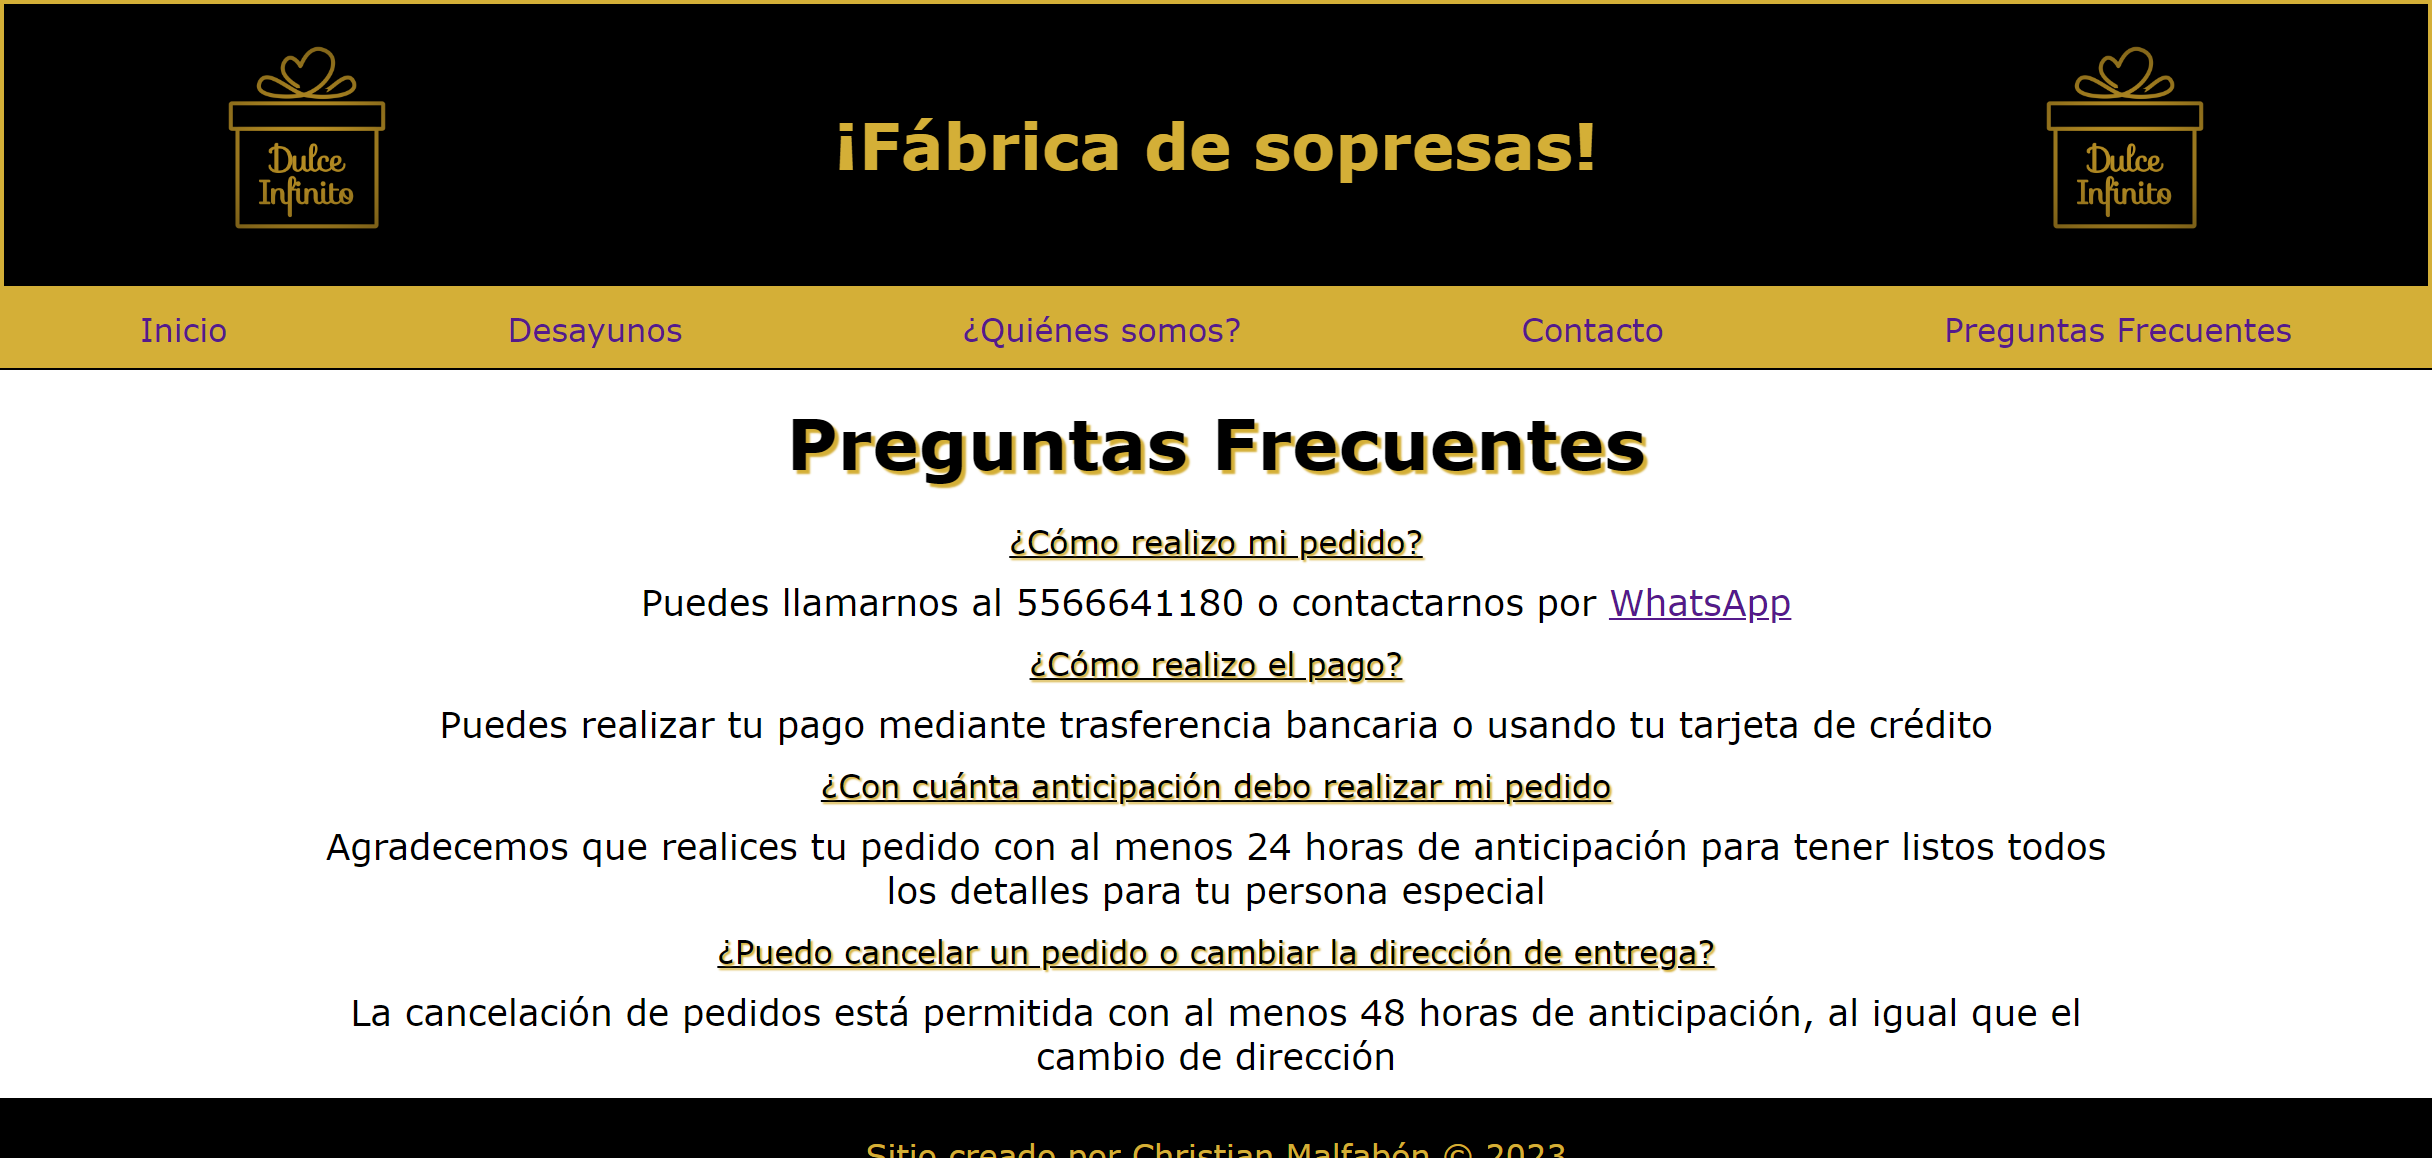 Dulce
Infinito
¡Fábrica de sopresas!
Dulce
Infinito
Inicio
Desayunos
¿Quiénes somos?
Contacto
Preguntas Frecuentes
Preguntas Frecuentes
¿Cómo realizo mi pedido?
Puedes llamarnos al 5566641180 o contactarnos por WhatsApp
¿Cómo realizo el pago?
Puedes realizar tu pago mediante trasferencia bancaria o usando tu tarjeta de crédito
¿Con cuánta anticipación debo realizar mi pedido
Agradecemos que realices tu pedido con al menos 24 horas de anticipación para tener listos todos
los detalles para tu persona especial
¿Puedo cancelar un pedido o cambiar la dirección de entrega?
La cancelación de pedidos está permitida con al menos 48 horas de anticipación, al igual que el
cambio de dirección
Sitio creado por Christian Malfabón © 2023